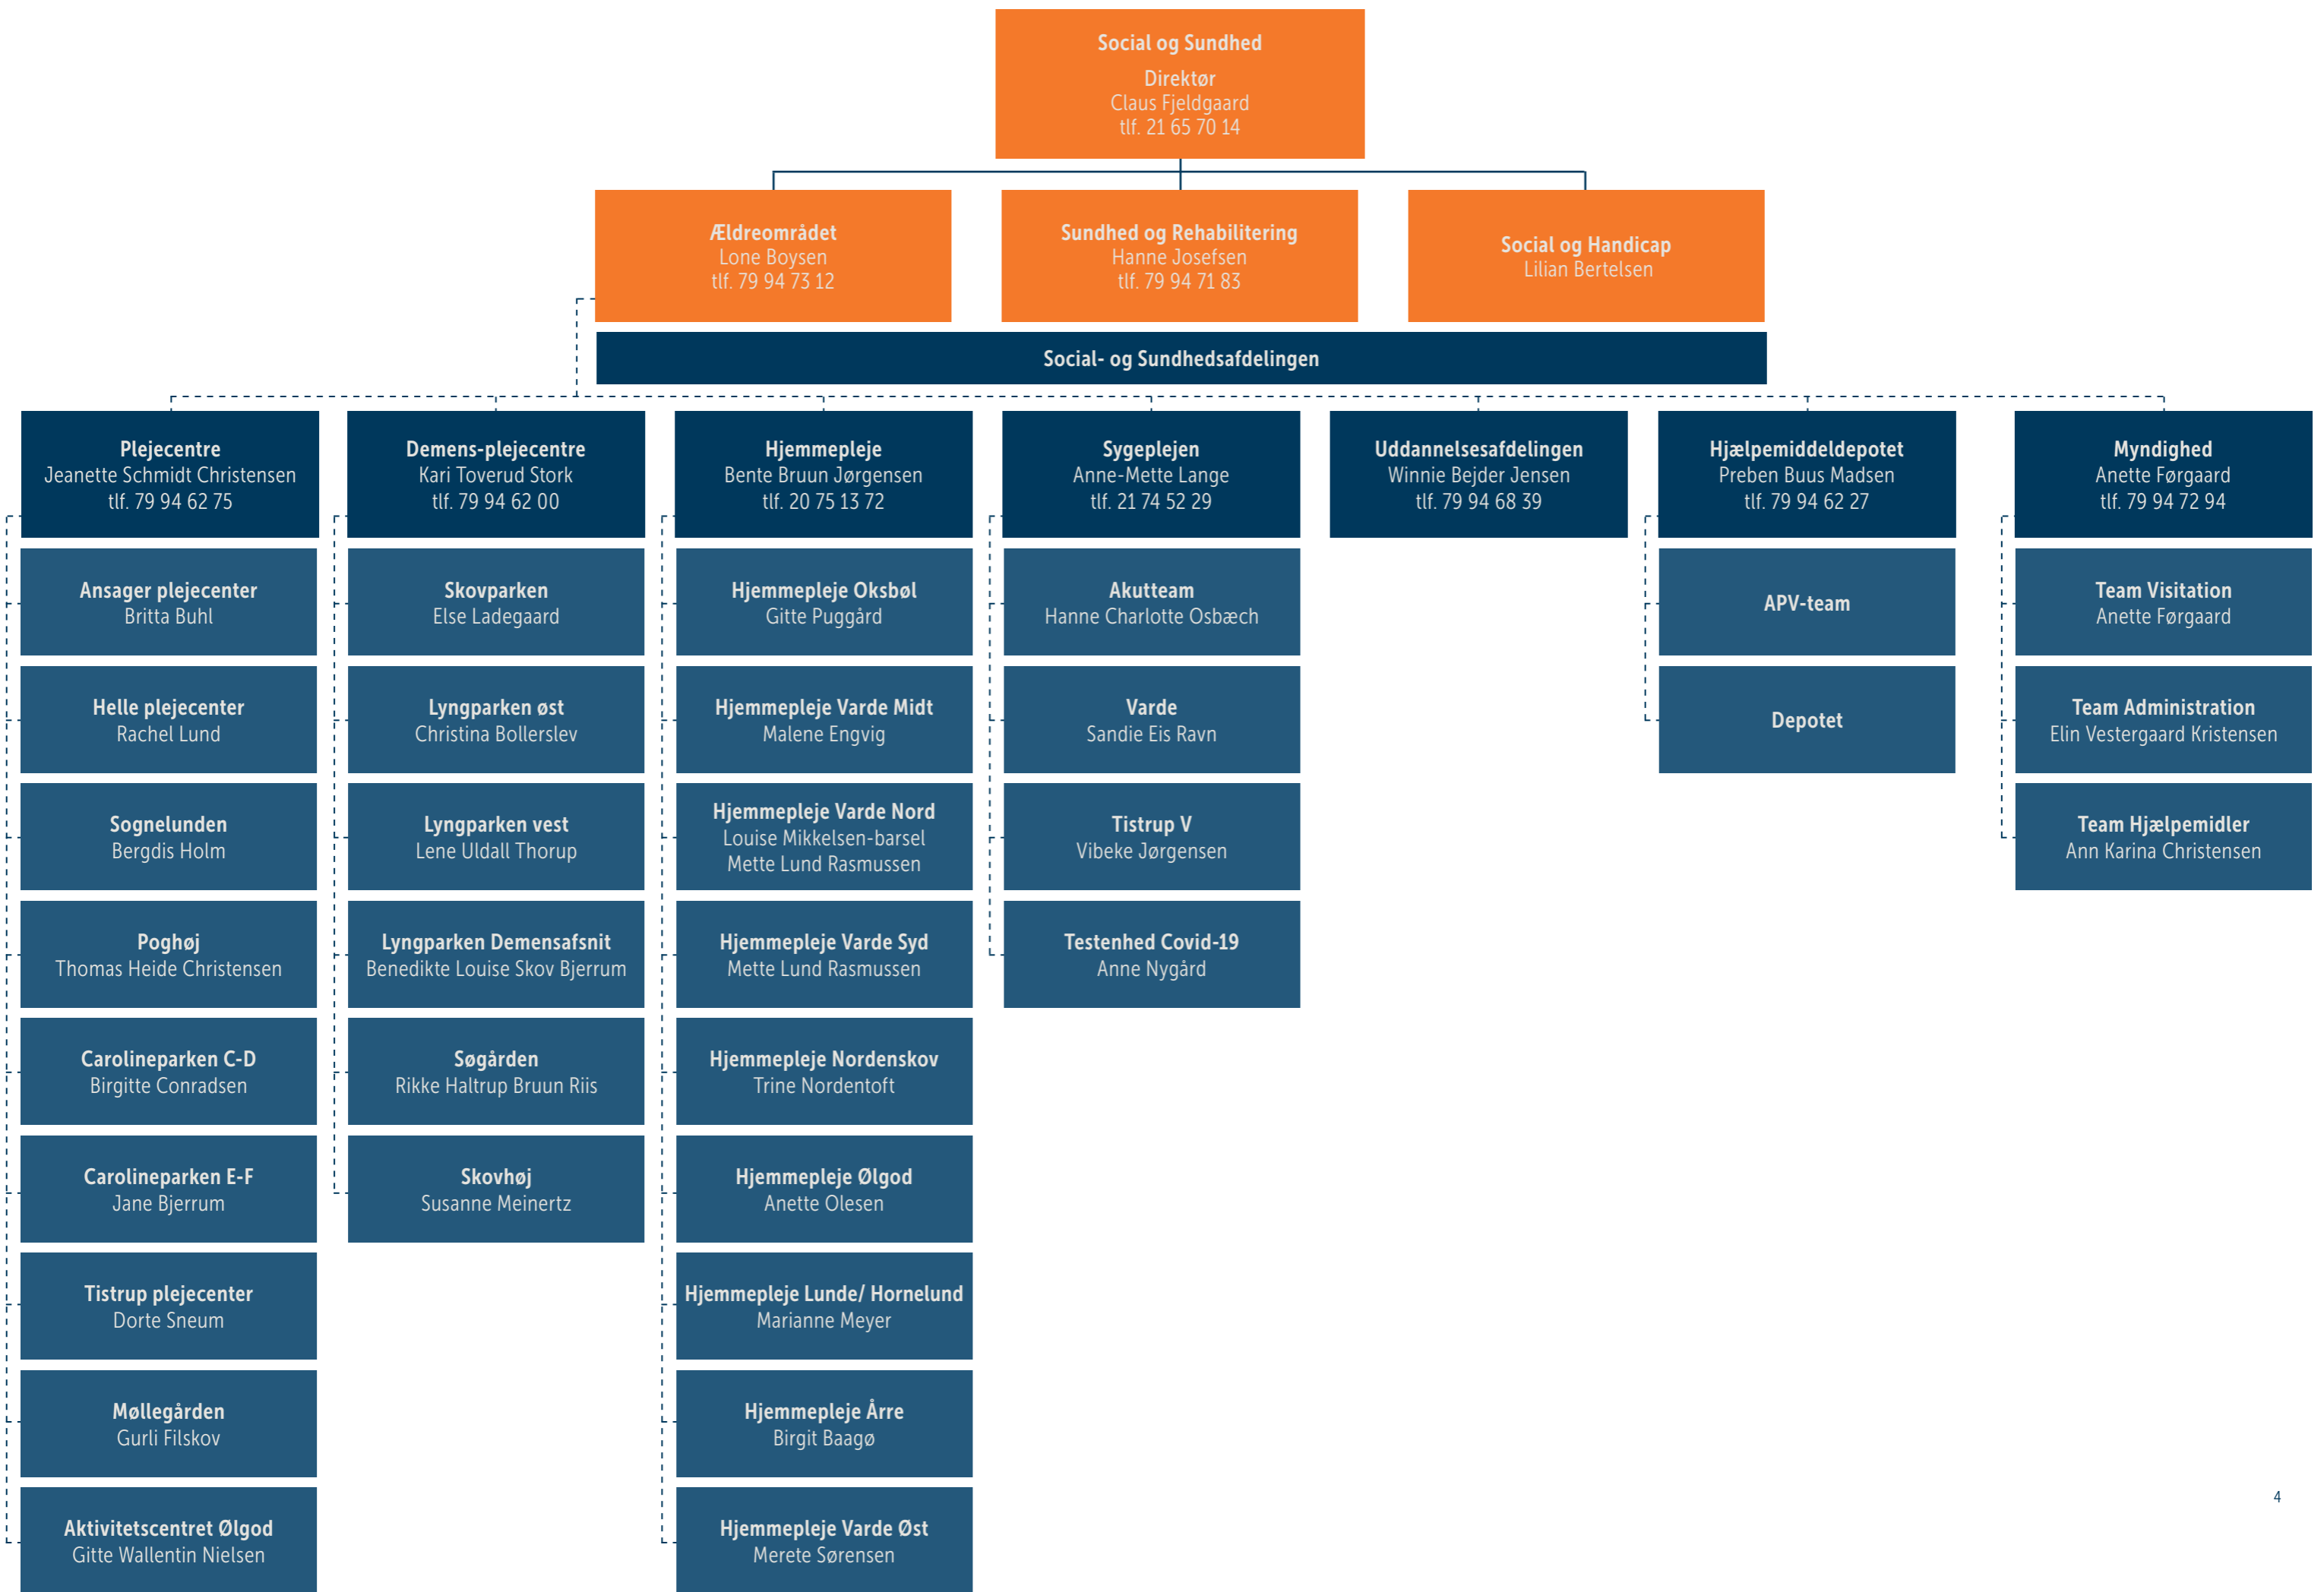 Social og Sundhed
Direktør
Claus Fjeldgaard
tlf. 21 65 70 14
Ældreområdet
Lone Boysen
tlf. 79 94 73 12
Sundhed og Rehabilitering
Hanne Josefsen
tlf. 79 94 71 83
Social og Handicap
Lilian Bertelsen
Social- og Sundhedsafdelingen
Plejecentre
Jeanette Schmidt Christensen
tlf. 79 94 62 75
Ansager plejecenter
Britta Buhl
Helle plejecenter
Rachel Lund
Sognelunden
Bergdis Holm
Poghøj
Thomas Heide Christensen
Carolineparken C-D
Birgitte Conradsen
Carolineparken E-F
Jane Bjerrum
Tistrup plejecenter
Dorte Sneum
Møllegården
Gurli Filskov
Aktivitetscentret Ølgod
Gitte Wallentin Nielsen
Demens-plejecentre
Kari Toverud Stork
tlf. 79 94 62 00
Skovparken
Else Ladegaard
Lyngparken øst
Christina Bollerslev
Lyngparken vest
Lene Uldall Thorup
Lyngparken Demensafsnit
Benedikte Louise Skov Bjerrum
Søgården
Rikke Haltrup Bruun Riis
Skovhøj
Susanne Meinertz
Hjemmepleje
Bente Bruun Jørgensen
tlf. 20 75 13 72
Hjemmepleje Oksbøl
Gitte Puggård
Hjemmepleje Varde Midt
Malene Engvig
Hjemmepleje Varde Nord
Louise Mikkelsen-barsel
Mette Lund Rasmussen
Hjemmepleje Varde Syd
Mette Lund Rasmussen
Hjemmepleje Nordenskov
Trine Nordentoft
Hjemmepleje Ølgod
Anette Olesen
Hjemmepleje Lunde/ Hornelund
Marianne Meyer
Hjemmepleje Årre
Birgit Baagø
Hjemmepleje Varde Øst
Merete Sørensen
Sygeplejen
Anne-Mette Lange
tlf. 21 74 52 29
Akutteam
Hanne Charlotte Osbæch
Varde
Sandie Eis Ravn
Tistrup V
Vibeke Jørgensen
Testenhed Covid-19
Anne Nygård
Uddannelsesafdelingen
Winnie Bejder Jensen
tlf. 79 94 68 39
Hjælpemiddeldepotet
Preben Buus Madsen
tlf. 79 94 62 27
APV-team
Depotet
Myndighed
Anette Førgaard
tlf. 79 94 72 94
Team Visitation
Anette Førgaard
Team Administration
Elin Vestergaard Kristensen
Team Hjælpemidler
Ann Karina Christensen
4